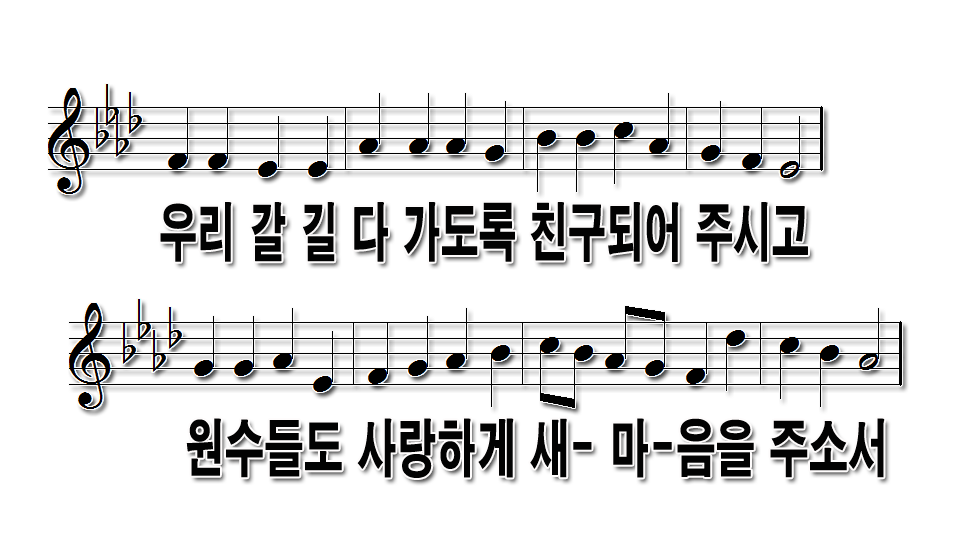 우리 갈 길 다 가도록 친구되어 주시고
원수들도 사랑하게 새- 마-음을 주소서